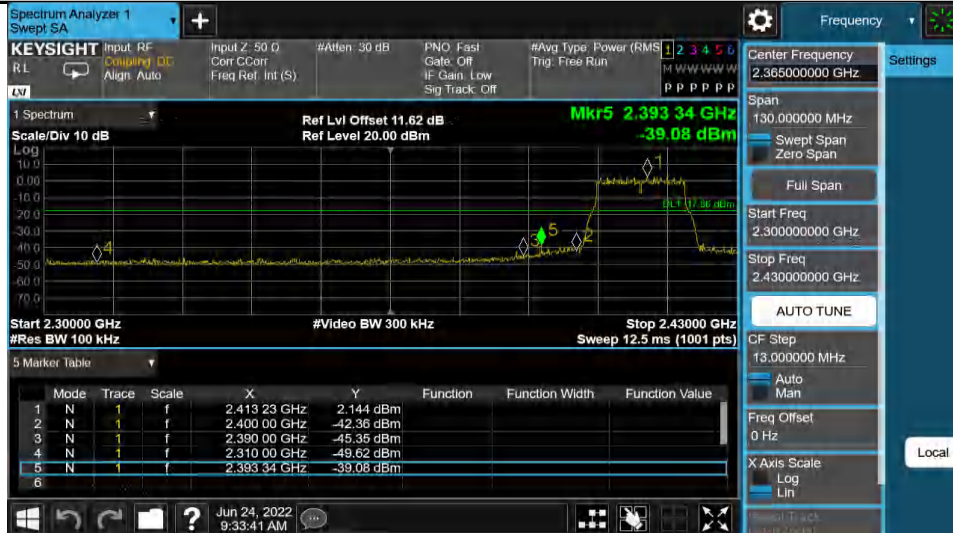 Spectrum Analyzer 1
Swept SA
+
Frequency
KEYSIGHT
R L
LXI
Input: RF
Coupling: DC
Align: Auto
Input Z: 50 Ω
Corr CCorr
Freq Ref: Int (S)
#Atten: 30 dB
PNO: Fast
Gate: Off
IF Gain: Low
Sig Track: Off
#Avg Type: Power (RMS
Trig: Free Run
1 2 3 4 5 6
M W W W W W
P P P P P P
1 Spectrum
Scale/Div 10 dB
Ref Lvl Offset 11.62 dB
Ref Level 20.00 dBm
Mkr5 2.393 34 GHz
-39.08 dBm
Log
10.0
0.00
-10.0
-20.0
-30.0
-40.0
-50.0
-60.0
-70.0
1
DL1 -17.86 dBm
4
3
5
2
Start 2.30000 GHz
#Video BW 300 kHz
Stop 2.43000 GHz
#Res BW 100 kHz
Sweep 12.5 ms (1001 pts)
5 Marker Table
Mode Trace Scale X Y Function Function Width Function Value
1 N 1 f 2.413 23 GHz 2.144 dBm
2 N 1 f 2.400 00 GHz -42.36 dBm
3 N 1 f 2.390 00 GHz -45.35 dBm
4 N 1 f 2.310 00 GHz -49.62 dBm
5 N 1 f 2.393 34 GHz -39.08 dBm
6
?
Jun 24, 2022
9:33:41 AM
Center Frequency
2.365000000 GHz
Span
130.000000 MHz
Swept Span
Zero Span
Full Span
Start Freq
2.300000000 GHz
Stop Freq
2.430000000 GHz
AUTO TUNE
CF Step
13.000000 MHz
Auto
Man
Freq Offset
0 Hz
X Axis Scale
Log
Lin
Settings
Local